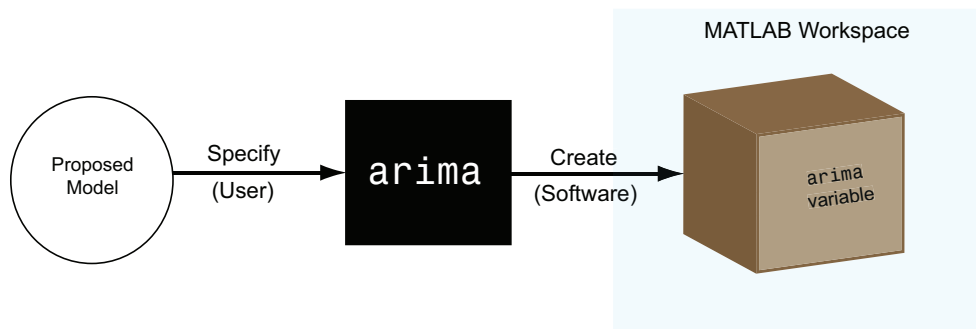 MATLAB Workspace
Proposed
Model
Specify
(User)
arima
Create
(Software)
arima
variable